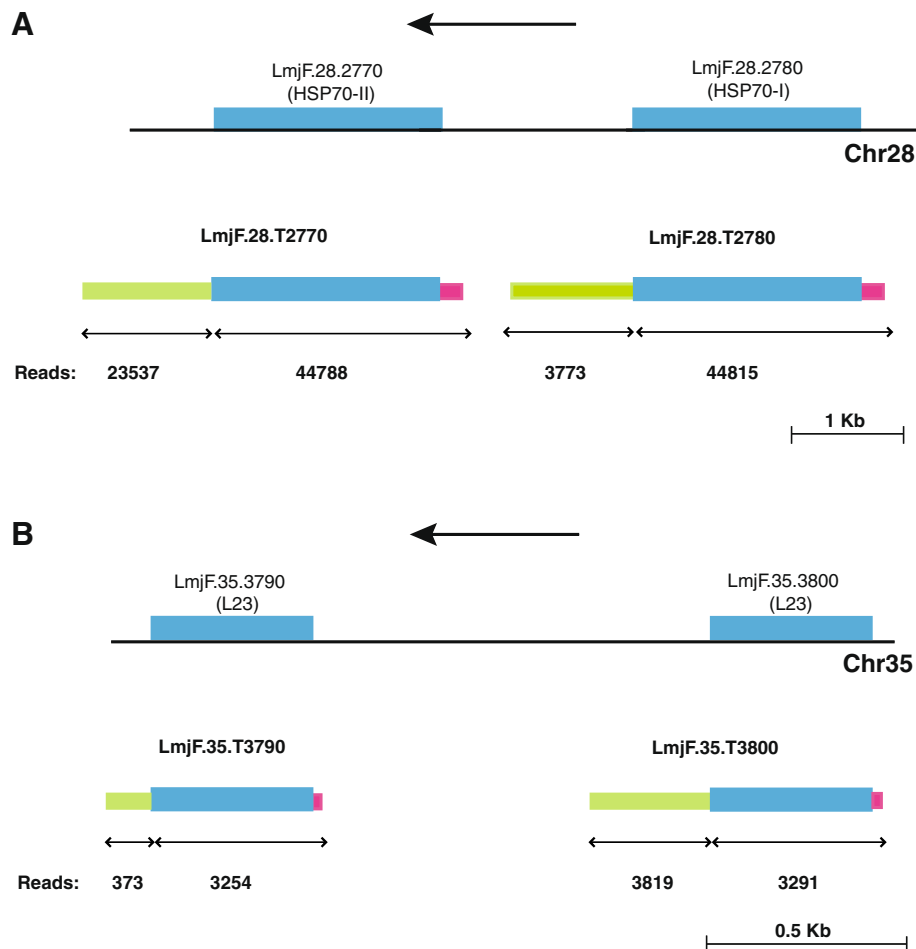 A
LmjF.28.2770
(HSP70-II)
LmjF.28.2780
(HSP70-I)
Chr28
LmjF.28.T2770
LmjF.28.T2780
Reads: 23537 44788 3773 44815
1 Kb
B
LmjF.35.3790
(L23)
LmjF.35.3800
(L23)
Chr35
LmjF.35.T3790
LmjF.35.T3800
Reads: 373 3254 3819 3291
0.5 Kb